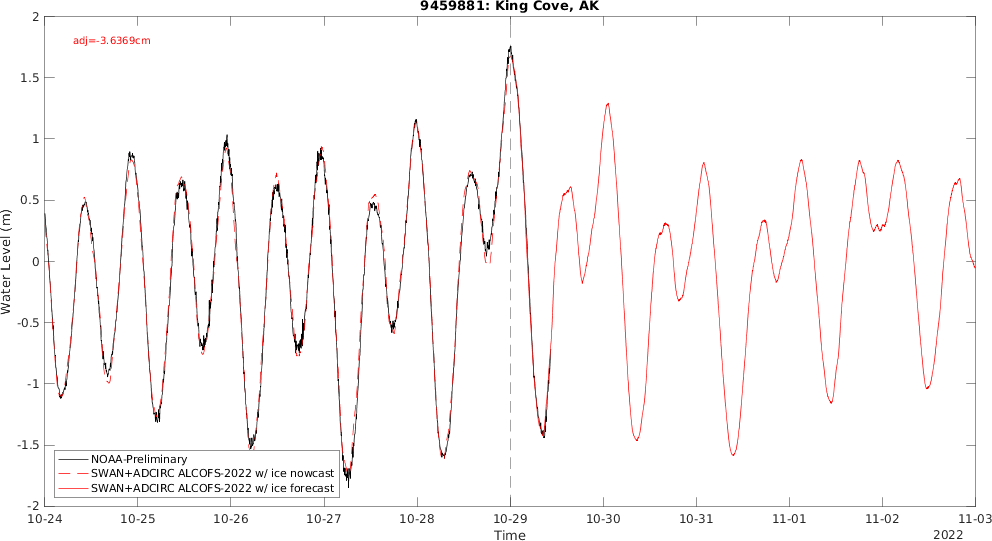 9459881: King Cove, AK
adj=-3.6369cm
2
1.5
1
0.5
0
-0.5
-1
-1.5
-2
Water Level (m)
NOAA-Preliminary
SWAN+ADCIRC ALCOFS-2022 w/ ice nowcast
SWAN+ADCIRC ALCOFS-2022 w/ ice forecast
10-24 10-25 10-26 10-27 10-28 10-29 10-30 10-31 11-01 11-02 11-03
Time
2022